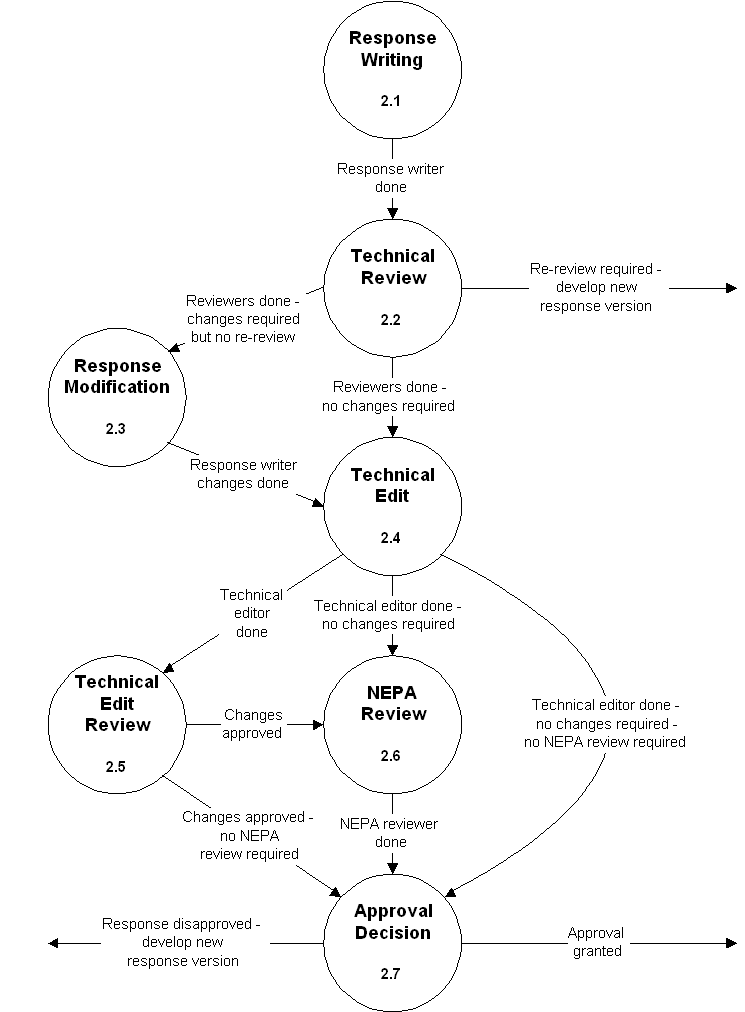 Response
Writing
2.1
Response writer
done
Technical
Review
2.2
Re-review required -
develop new
response version
Reviewers done -
changes required
but no re-review
Response
Modification
2.3
Reviewers done -
no changes required
Response writer
changes done
Technical
Edit
2.4
Technical
editor
done
Technical editor done -
no changes required
Technical editor done -
no changes required -
no NEPA review required
Technical
Edit
Review
2.5
Changes
approved
NEPA
Review
2.6
Changes approved -
no NEPA
review required
NEPA reviewer
done
Approval
Decision
2.7
Response disapproved -
develop new
response version
Approval
granted